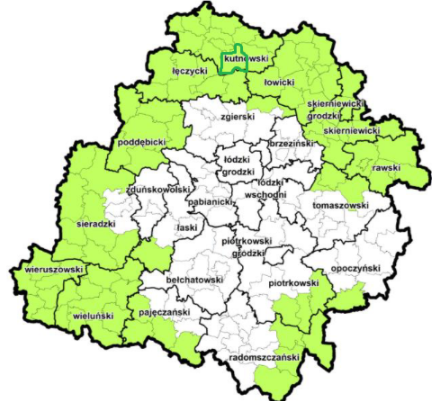 kutnowski
łęczycki
łowicki
skierniewicki
grodzki
skierniewicki
zgierski
brzeziński
poddębicki
rawski
łódzki
grodzki
łódzki
wschodni
zduńskowolski
pabianicki
tomaszowski
sieradzki
łaski
piotrkowski
grodzki
wieruszowski
opoczyński
bełchatowski
piotrkowski
wieluński
pajęczański
radomszczański